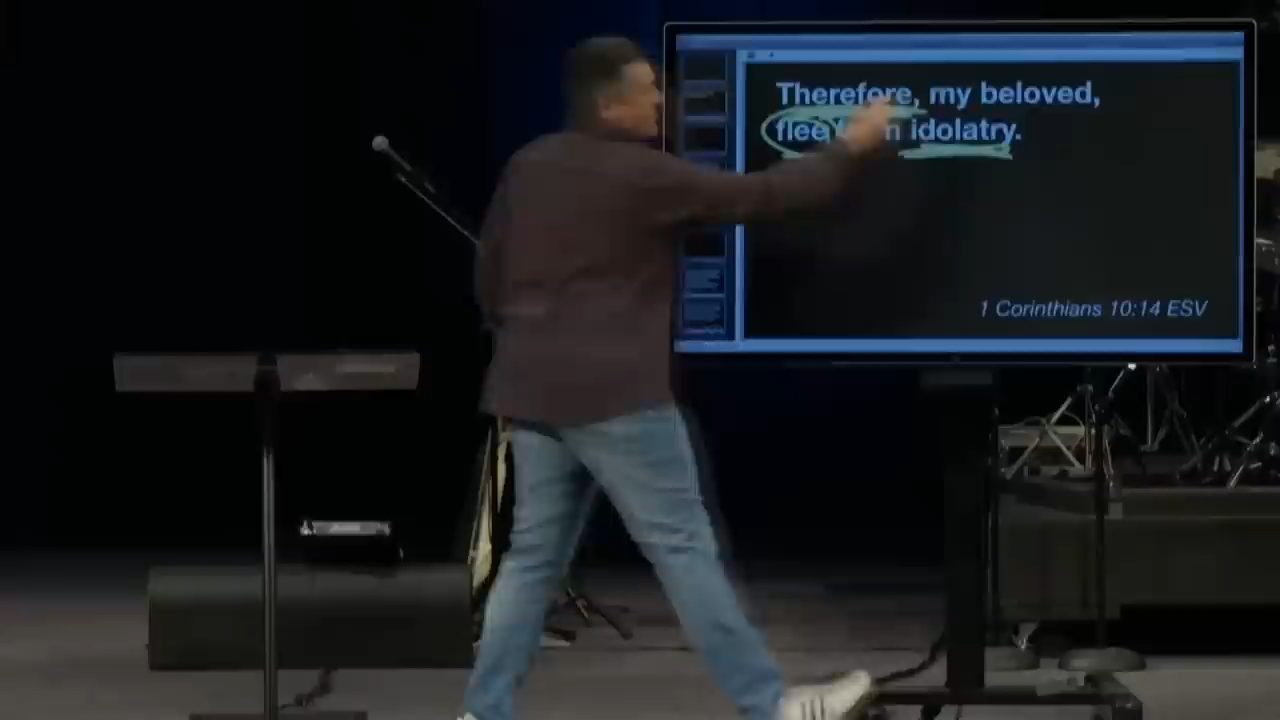 Therefore, my beloved,
flee idolatry.
1 Corinthians 10:14 ESV